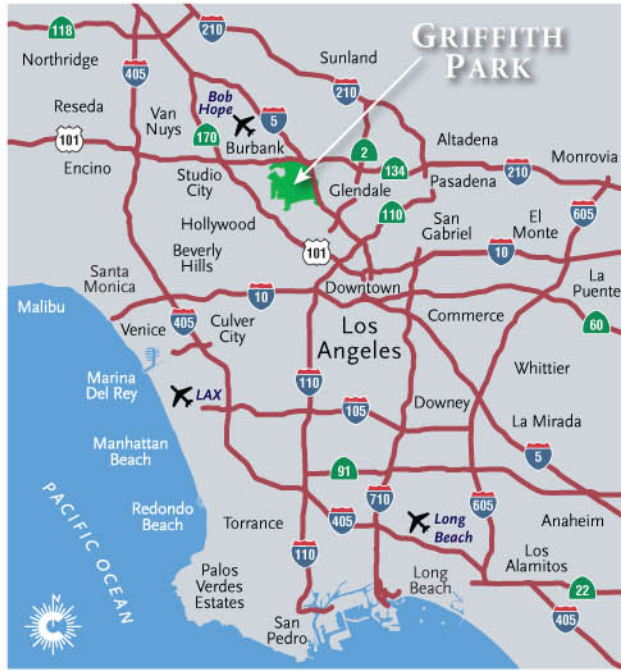 118
210
GRIFFITH
PARK
Northridge
405
Sunland
Reseda
Van
Nuys
Bob
Hope
5
210
101
170
Burbank
2
Altadena
Monrovia
Encino
Studio
City
134
Glendale
Pasadena
210
Hollywood
110
San
Gabriel
El
Monte
605
Beverly
Hills
101
10
Santa
Monica
10
Downtown
La
Puente
Malibu
Venice
405
Culver
City
Los
Angeles
Commerce
60
Marina
Del Rey
LAX
110
105
Downey
Whittier
La Mirada
Manhattan
Beach
91
5
PACIFIC OCEAN
Redondo
Beach
Torrance
405
710
Long
Beach
605
Anaheim
110
Los
Alamitos
Palos
Verdes
Estates
Long
Beach
22
San
Pedro
405
N
C